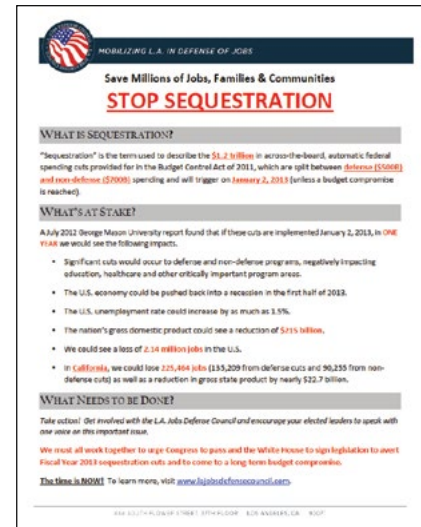 MOBILIZING L.A. IN DEFENSE OF JOBS
Save Millions of Jobs, Families & Communities
STOP SEQUESTRATION
WHAT IS SEQUESTRATION?
"Sequestration" is the term used to describe the $1.2 trillion in across-the-board, automatic federal
spending cuts provided for in the Budget Control Act of 2011, which are split between defense ($500B)
and non-defense ($700B) spending and will trigger on January 2, 2013 (unless a budget compromise
is reached).
WHAT'S AT STAKE?
A July 2012 George Mason University report found that if these cuts are implemented January 2, 2013, in ONE
YEAR we would see the following impacts.
• Significant cuts would occur to defense and non-defense programs, negatively impacting
education, healthcare and other critically important program areas.
• The U.S. economy could be pushed back into a recession in the first half of 2013.
• The U.S. unemployment rate could increase by as much as 1.5%.
• The nation's gross domestic product could see a reduction of $215 billion.
• We could see a loss of 2.14 million jobs in the U.S.
• In California, we could lose 225,464 jobs (135,209 from defense cuts and 90,255 from non-
defense cuts) as well as a reduction in gross state product by nearly $22.7 billion.
WHAT NEEDS TO BE DONE?
Take action! Get involved with the L.A. Jobs Defense Council and encourage your elected leaders to speak with
one voice on this important issue.
We must all work together to urge Congress to pass and the White House to sign legislation to avert
Fiscal Year 2013 sequestration cuts and to come to a long-term budget compromise.
The time is NOW! To learn more, visit www.lajobsdefensecouncil.com.
SOUTH FLOWER STREET, 37TH FLOOR LOS ANGELES, CA